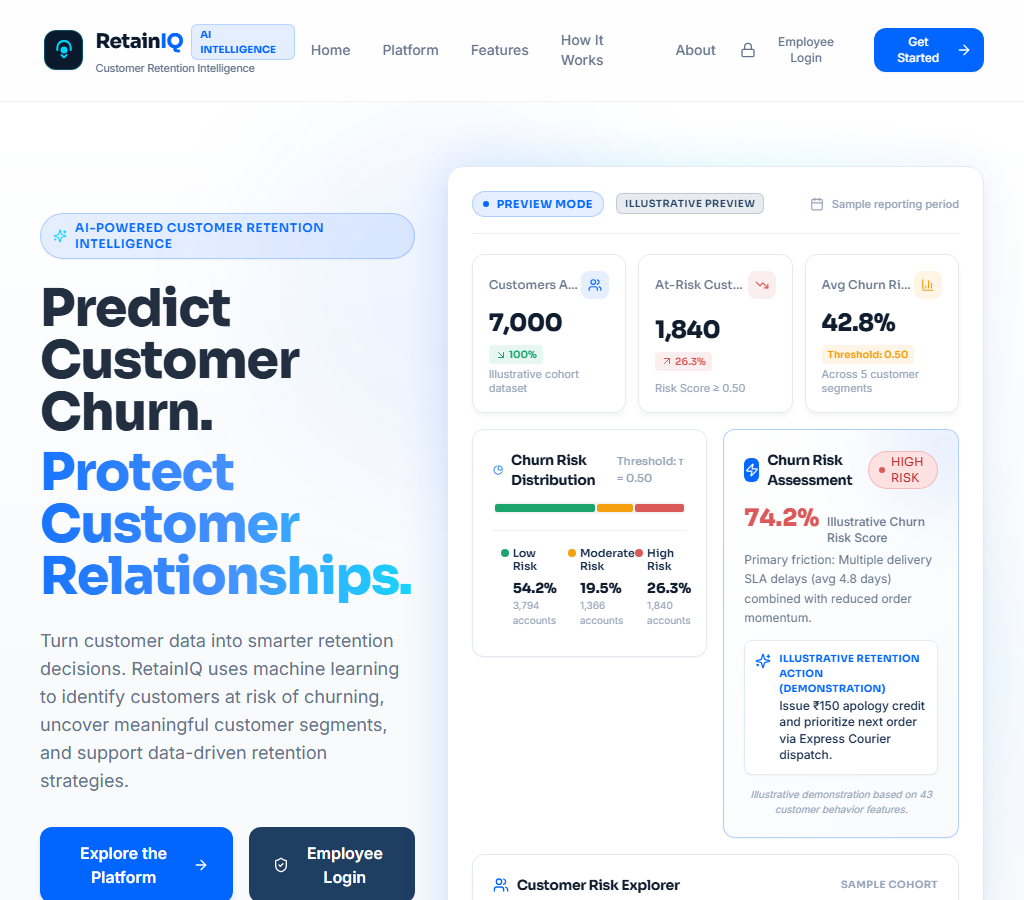 RetainIQ
AI
INTELLIGENCE
Customer Retention Intelligence
Home
Platform
Features
How It
Works
About
Employee
Login
Get
Started
AI-POWERED CUSTOMER RETENTION
INTELLIGENCE
Predict
Customer
Churn.
Protect
Customer
Relationships.
Turn customer data into smarter retention
decisions. RetainIQ uses machine learning
to identify customers at risk of churning,
uncover meaningful customer segments,
and support data-driven retention
strategies.
Explore the
Platform
Employee
Login
PREVIEW MODE
ILLUSTRATIVE PREVIEW
Sample reporting period
Customers A...
7,000
100%
Illustrative cohort
dataset
At-Risk Cust...
1,840
26.3%
Risk Score ≥ 0.50
Avg Churn Ri...
42.8%
Threshold: 0.50
Across 5 customer
segments
Churn Risk
Distribution
Threshold: τ
= 0.50
Low
Risk
54.2%
3,794
accounts
Moderate
Risk
19.5%
1,366
accounts
High
Risk
26.3%
1,840
accounts
Churn Risk
Assessment
HIGH
RISK
74.2% Illustrative Churn
Risk Score
Primary friction: Multiple delivery
SLA delays (avg 4.8 days)
combined with reduced order
momentum.
ILLUSTRATIVE RETENTION
ACTION
(DEMONSTRATION)
Issue ₹150 apology credit
and prioritize next order
via Express Courier
dispatch.
Illustrative demonstration based on 43
customer behavior features.
Customer Risk Explorer
SAMPLE COHORT